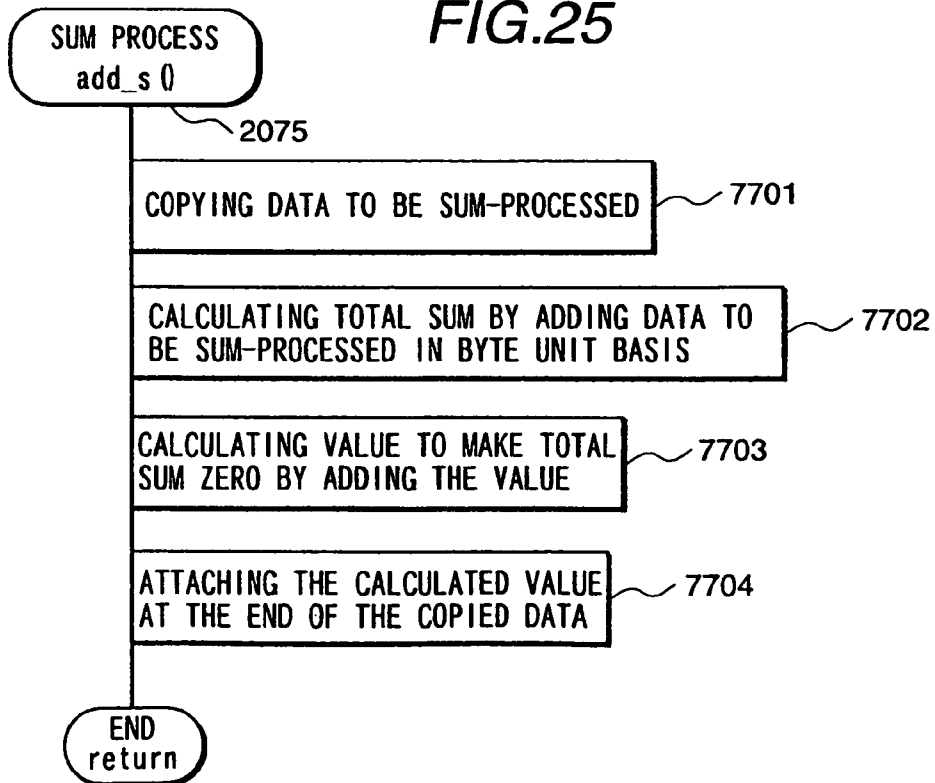 FIG.25
SUM PROCESS
add_s ()
2075
COPYING DATA TO BE SUM-PROCESSED
7701
CALCULATING TOTAL SUM BY ADDING DATA TO
BE SUM-PROCESSED IN BYTE UNIT BASIS
7702
CALCULATING VALUE TO MAKE TOTAL
SUM ZERO BY ADDING THE VALUE
7703
ATTACHING THE CALCULATED VALUE
AT THE END OF THE COPIED DATA
7704
END
return